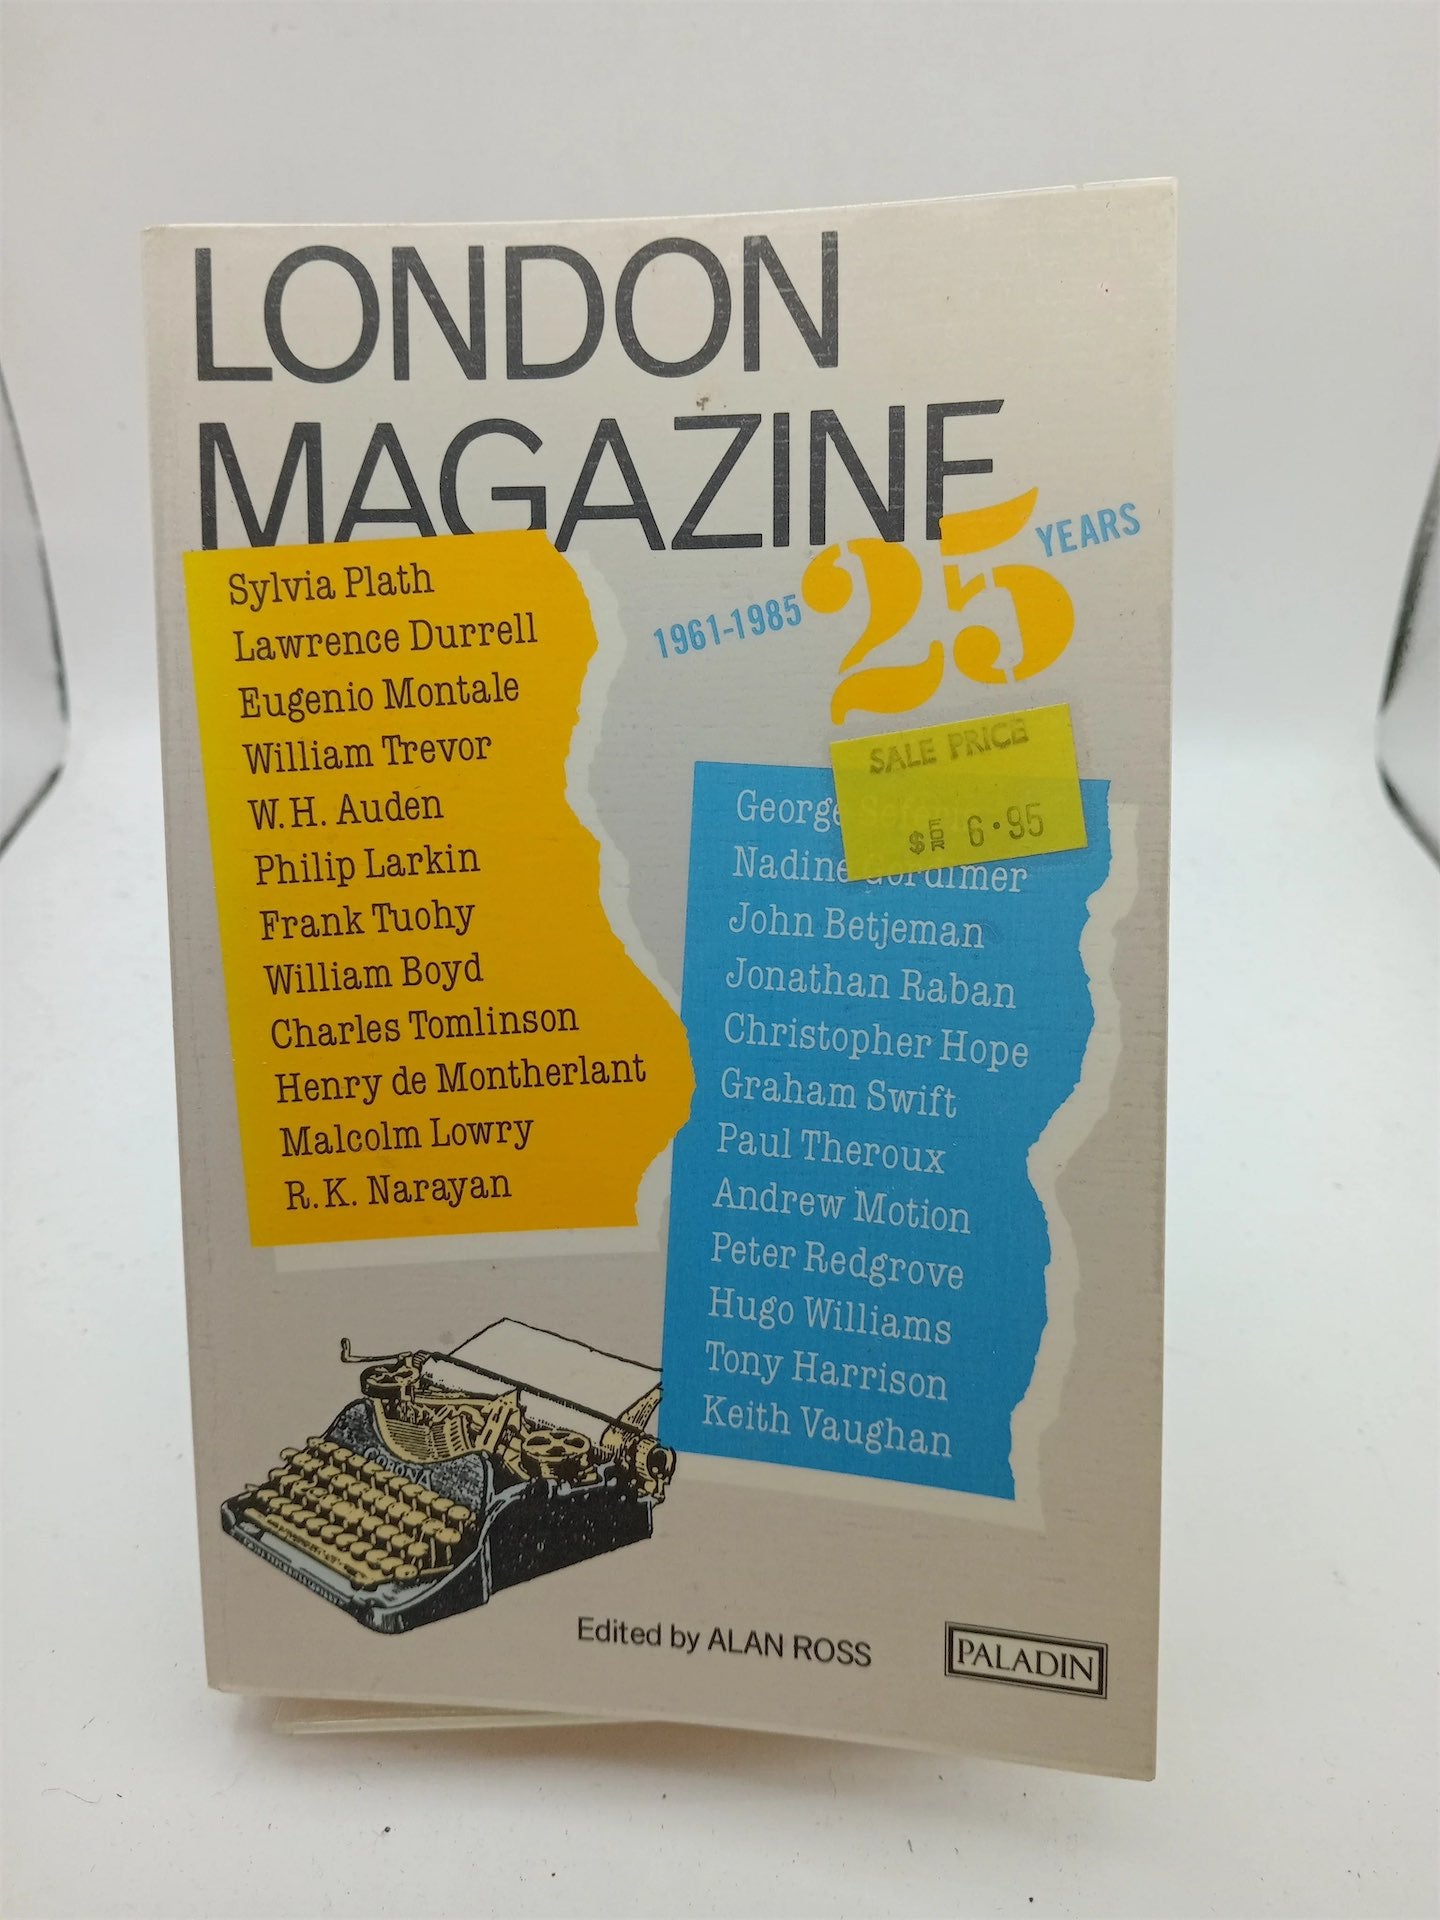 LONDON
MAGAZINE
25 YEARS
1961-1985
Sylvia Plath
Lawrence Durrell
Eugenio Montale
William Trevor
W.H. Auden
Philip Larkin
Frank Tuohy
William Boyd
Charles Tomlinson
Henry de Montherlant
Malcolm Lowry
R.K. Narayan
SALE PRICE
$ 6.95
George
Nadine Gordimer
John Betjeman
Jonathan Raban
Christopher Hope
Graham Swift
Paul Theroux
Andrew Motion
Peter Redgrove
Hugo Williams
Tony Harrison
Keith Vaughan
CORONA
Edited by ALAN ROSS
PALADIN